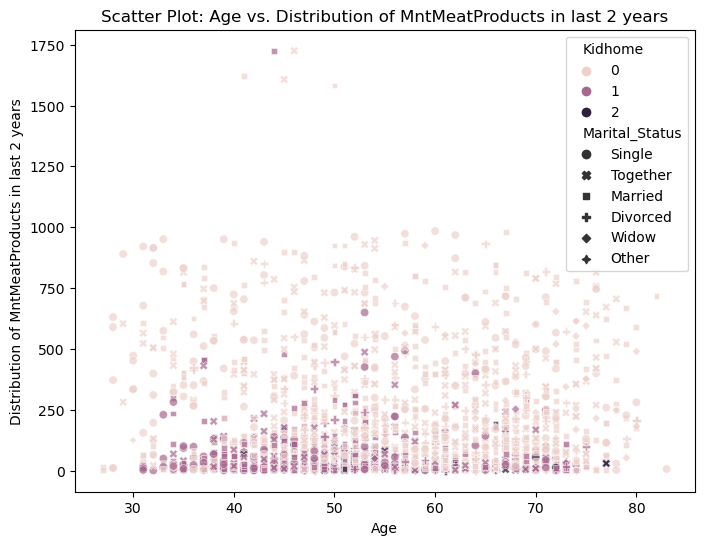 Scatter Plot: Age vs. Distribution of MntMeatProducts in last 2 years
Distribution of MntMeatProducts in last 2 years
1750
1500
1250
1000
750
500
250
0
30 40 50 60 70 80
Age
Kidhome
0
1
2
Marital_Status
Single
Together
Married
Divorced
Widow
Other